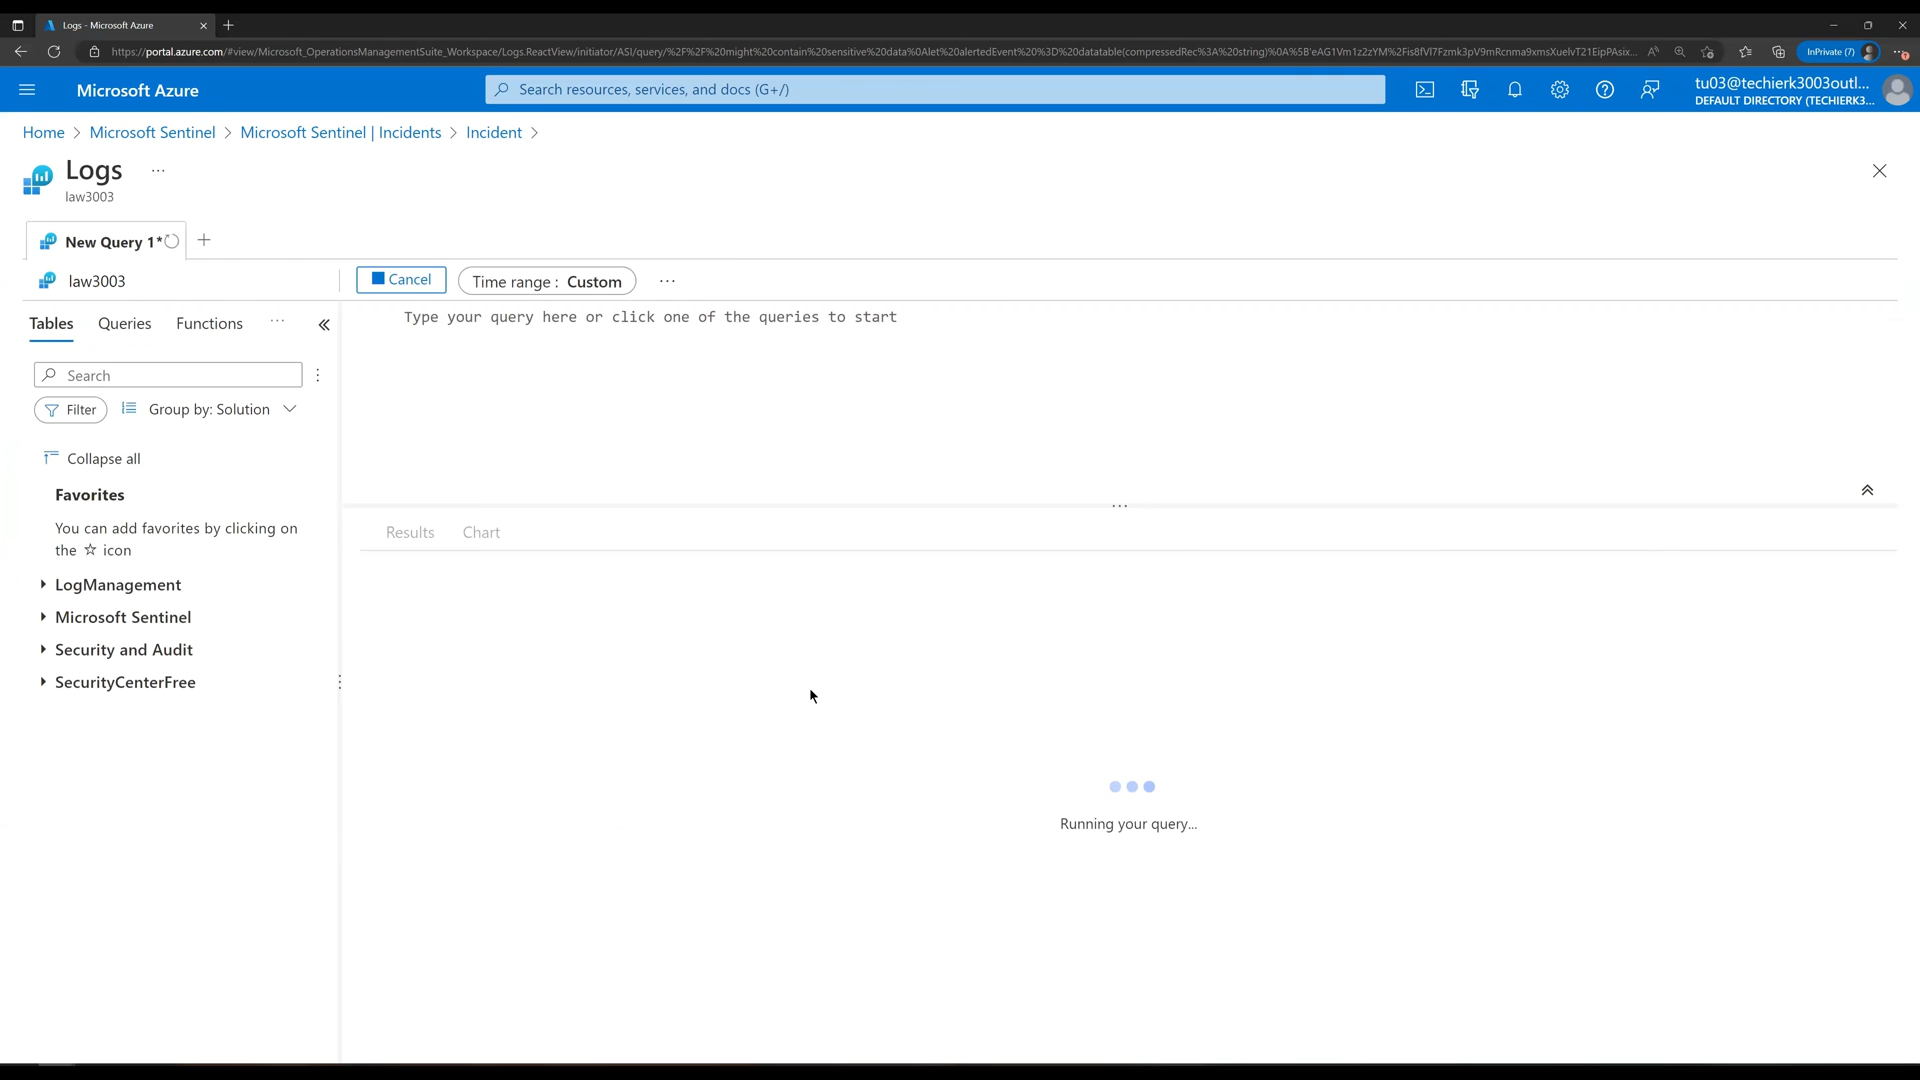 Logs - Microsoft Azure
https://portal.azure.com/#view/Microsoft_OperationsManagementSuite_Workspace/Logs.ReactView/initiator/ASI/query/%2F%2F%20might%20contain%20sensitive%20data%0Alet%20alertedEvent%20%3D%20datatable(compressedRec%3A%20string)%0A%5B'eAG1Vm1z2zYM%2Fis8fVl7Fzmk3pV9mRcnma9xmsXuelvT21EipPAsix...
InPrivate (7)
Microsoft Azure
Search resources, services, and docs (G+/)
tu03@techierk3003outl...
DEFAULT DIRECTORY (TECHIERK3...
Home > Microsoft Sentinel > Microsoft Sentinel | Incidents > Incident >
Logs ...
law3003
New Query 1*
law3003
Cancel
Time range : Custom
...
Tables Queries Functions ...
Type your query here or click one of the queries to start
Search
Filter
Group by: Solution
Collapse all
Favorites
You can add favorites by clicking on
the ☆ icon
LogManagement
Microsoft Sentinel
Security and Audit
SecurityCenterFree
Results Chart
Running your query...